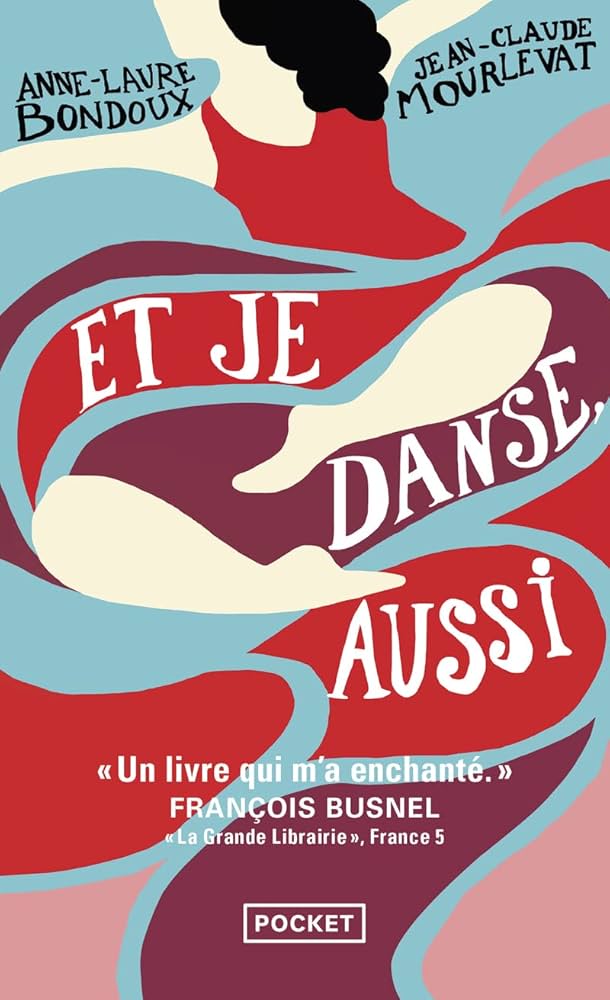 ANNE-LAURE
BONDOUX
JEAN-CLAUDE
MOURLEVAT
ET JE
DANSE,
AUSSI
« Un livre qui m'a enchanté. »
FRANÇOIS BUSNEL
« La Grande Librairie », France 5
POCKET